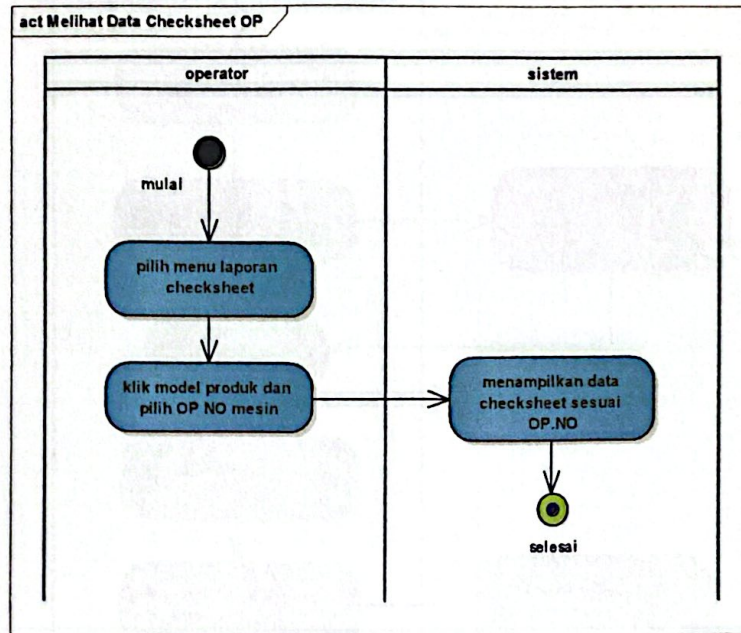 act Melihat Data Checksheet OP
operator
sistem
mulai
pilih menu laporan
checksheet
klik model produk dan
pilih OP NO mesin
menampilkan data
checksheet sesuai
OP.NO
selesai